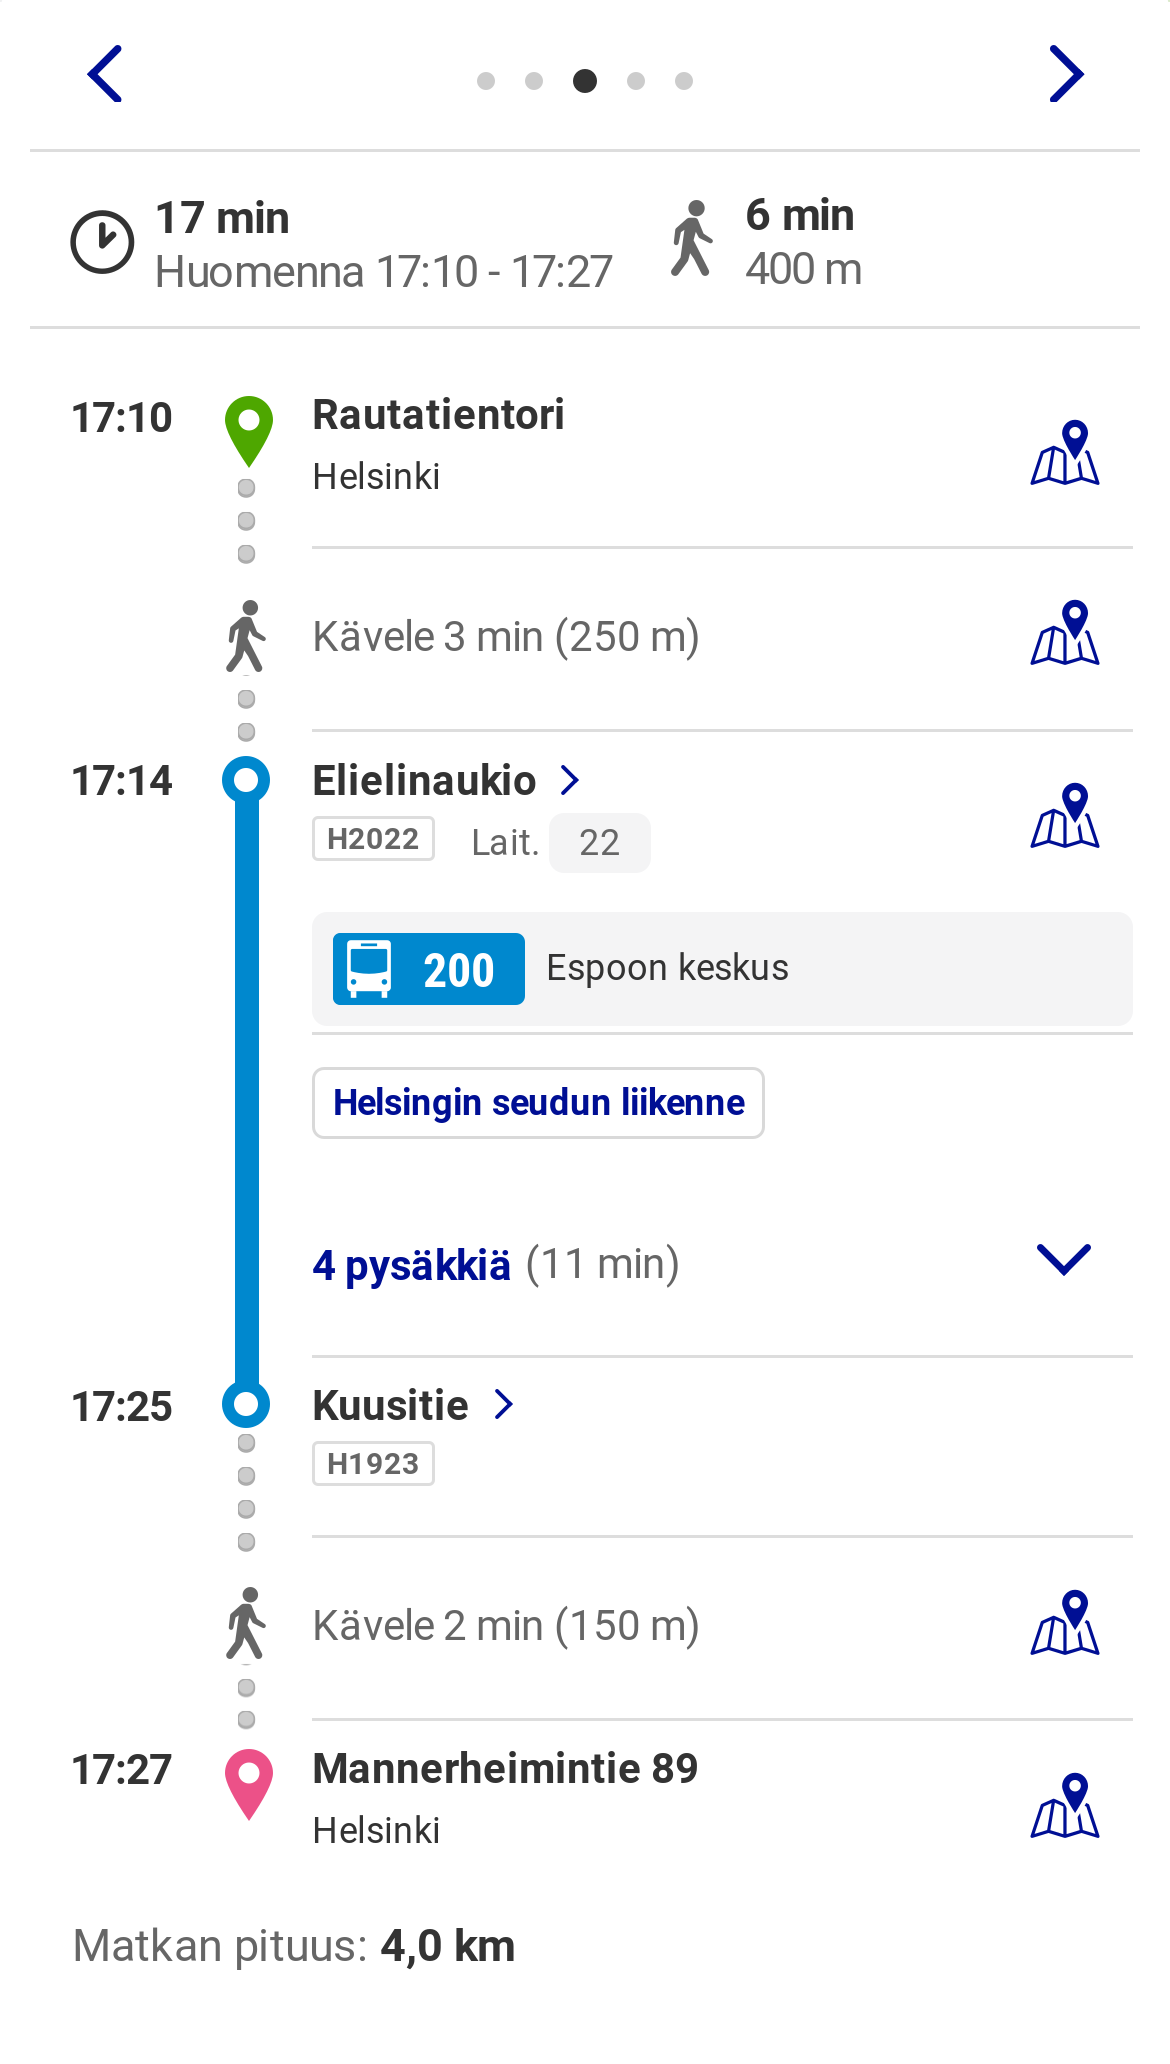 17 min
Huomenna 17:10 - 17:27
6 min
400 m
17:10
Rautatientori
Helsinki
Kävele 3 min (250 m)
17:14
Elielinaukio
H2022 Lait. 22
200 Espoon keskus
Helsingin seudun liikenne
4 pysäkkiä (11 min)
17:25
Kuusitie
H1923
Kävele 2 min (150 m)
17:27
Mannerheimintie 89
Helsinki
Matkan pituus: 4,0 km